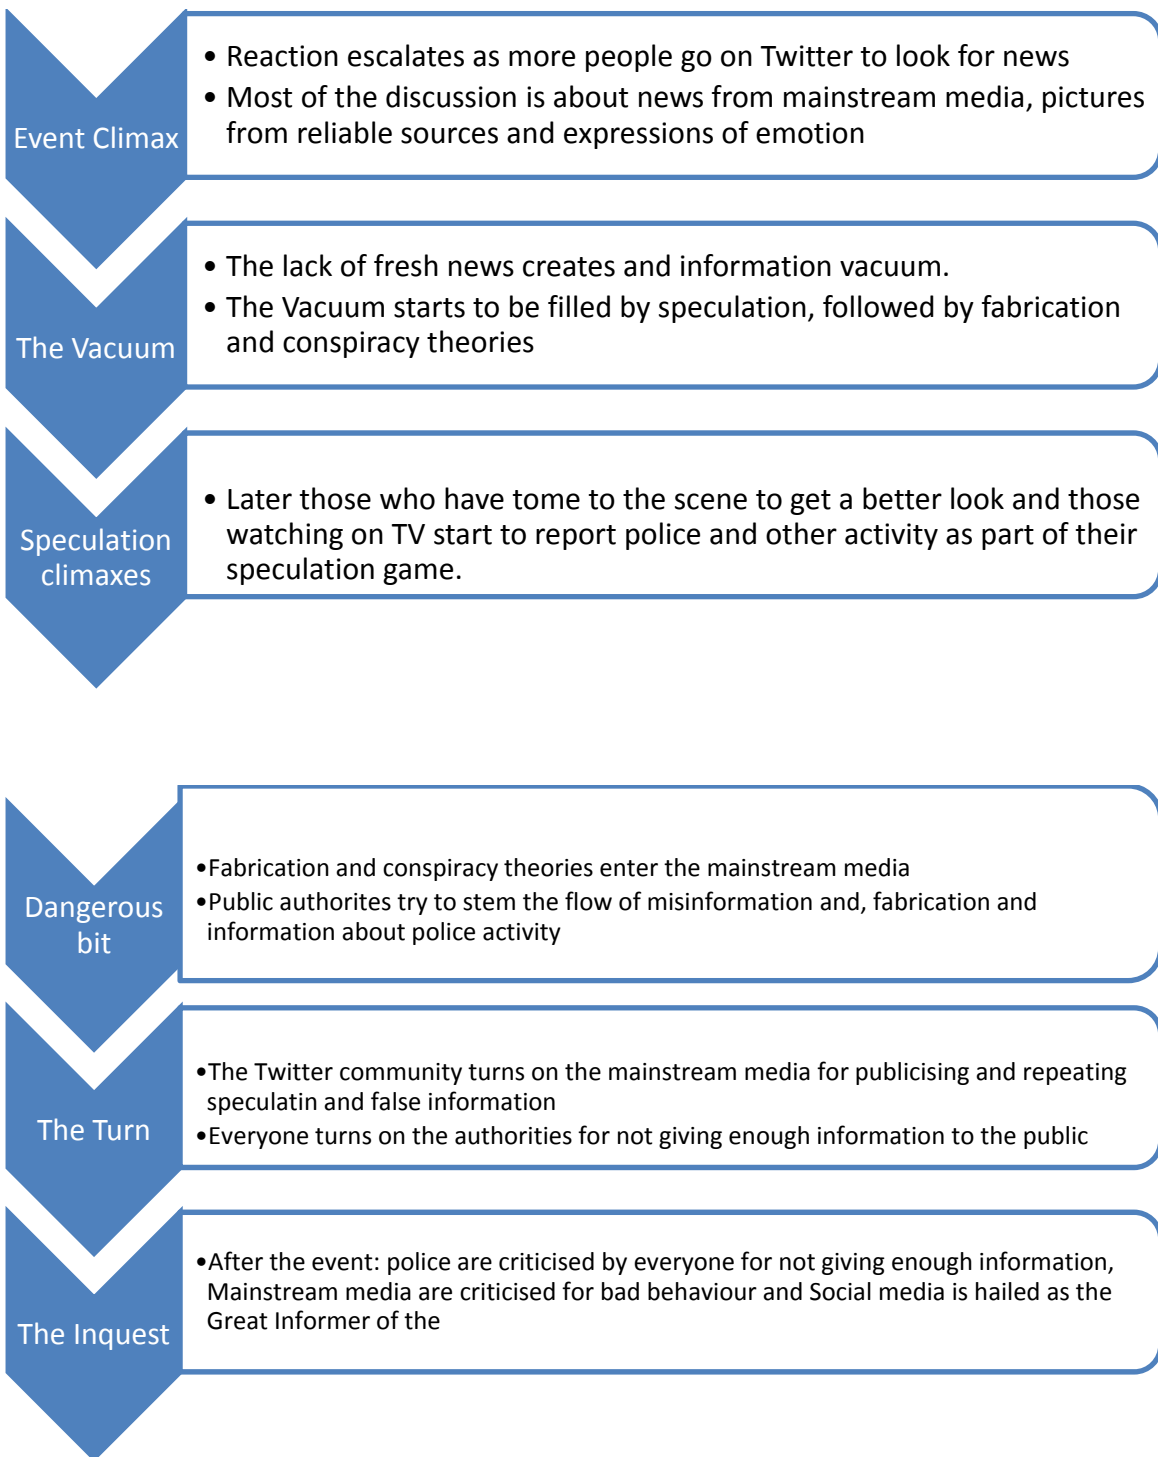 Event Climax
• Reaction escalates as more people go on Twitter to look for news
• Most of the discussion is about news from mainstream media, pictures
from reliable sources and expressions of emotion
The Vacuum
• The lack of fresh news creates and information vacuum.
• The Vacuum starts to be filled by speculation, followed by fabrication
and conspiracy theories
Speculation
climaxes
• Later those who have tome to the scene to get a better look and those
watching on TV start to report police and other activity as part of their
speculation game.
Dangerous
bit
•Fabrication and conspiracy theories enter the mainstream media
•Public authorites try to stem the flow of misinformation and, fabrication and
information about police activity
The Turn
•The Twitter community turns on the mainstream media for publicising and repeating
speculatin and false information
•Everyone turns on the authorities for not giving enough information to the public
The Inquest
•After the event: police are criticised by everyone for not giving enough information,
Mainstream media are criticised for bad behaviour and Social media is hailed as the
Great Informer of the